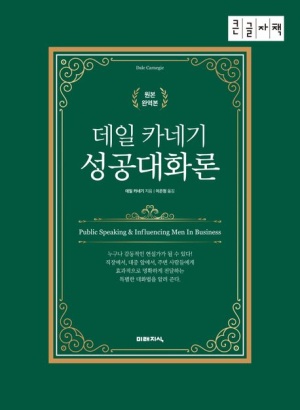 큰글자책
Dale Carnegie
원본
완역본
데일 카네기
성공대화론
데일 카네기 지음 / 옥은형 옮김
Public Speaking & Influencing Men In Business
누구나 감동적인 연설가가 될 수 있다!
직장에서, 대중 앞에서, 주변 사람들에게
효과적으로 명확하게 전달하는
특별한 대화법을 알려 준다.
미래지식